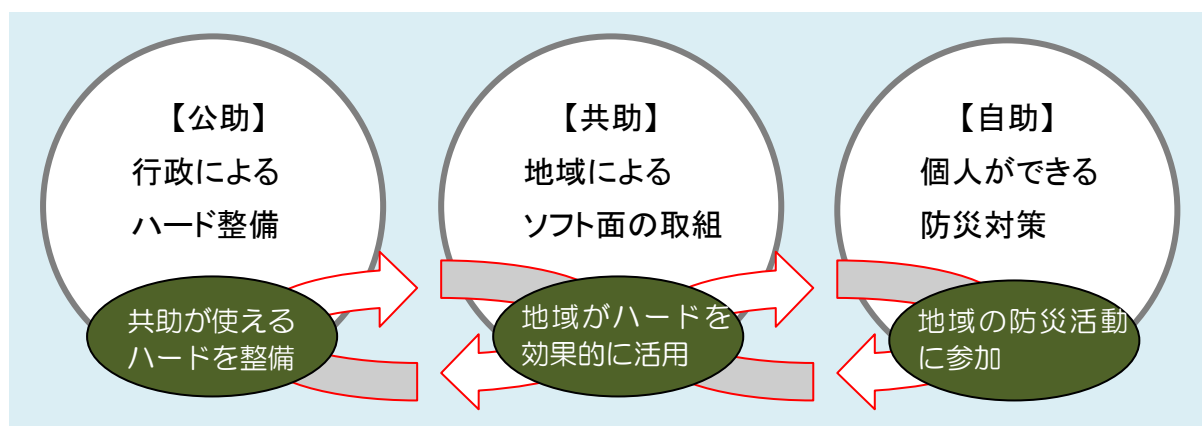 【公助】
行政による
ハード整備
共助が使える
ハードを整備
【共助】
地域による
ソフト面の取組
地域がハードを
効果的に活用
【自助】
個人ができる
防災対策
地域の防災活動
に参加